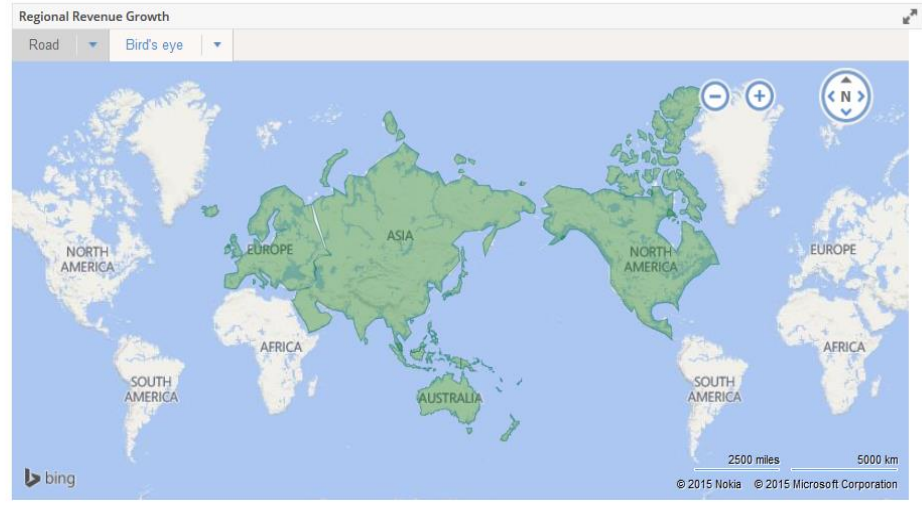 Regional Revenue Growth
Road
Bird's eye
N
NORTH
AMERICA
EUROPE
ASIA
NORTH
AMERICA
EUROPE
AFRICA
AFRICA
SOUTH
AMERICA
AUSTRALIA
SOUTH
AMERICA
bing
2500 miles
5000 km
© 2015 Nokia
© 2015 Microsoft Corporation